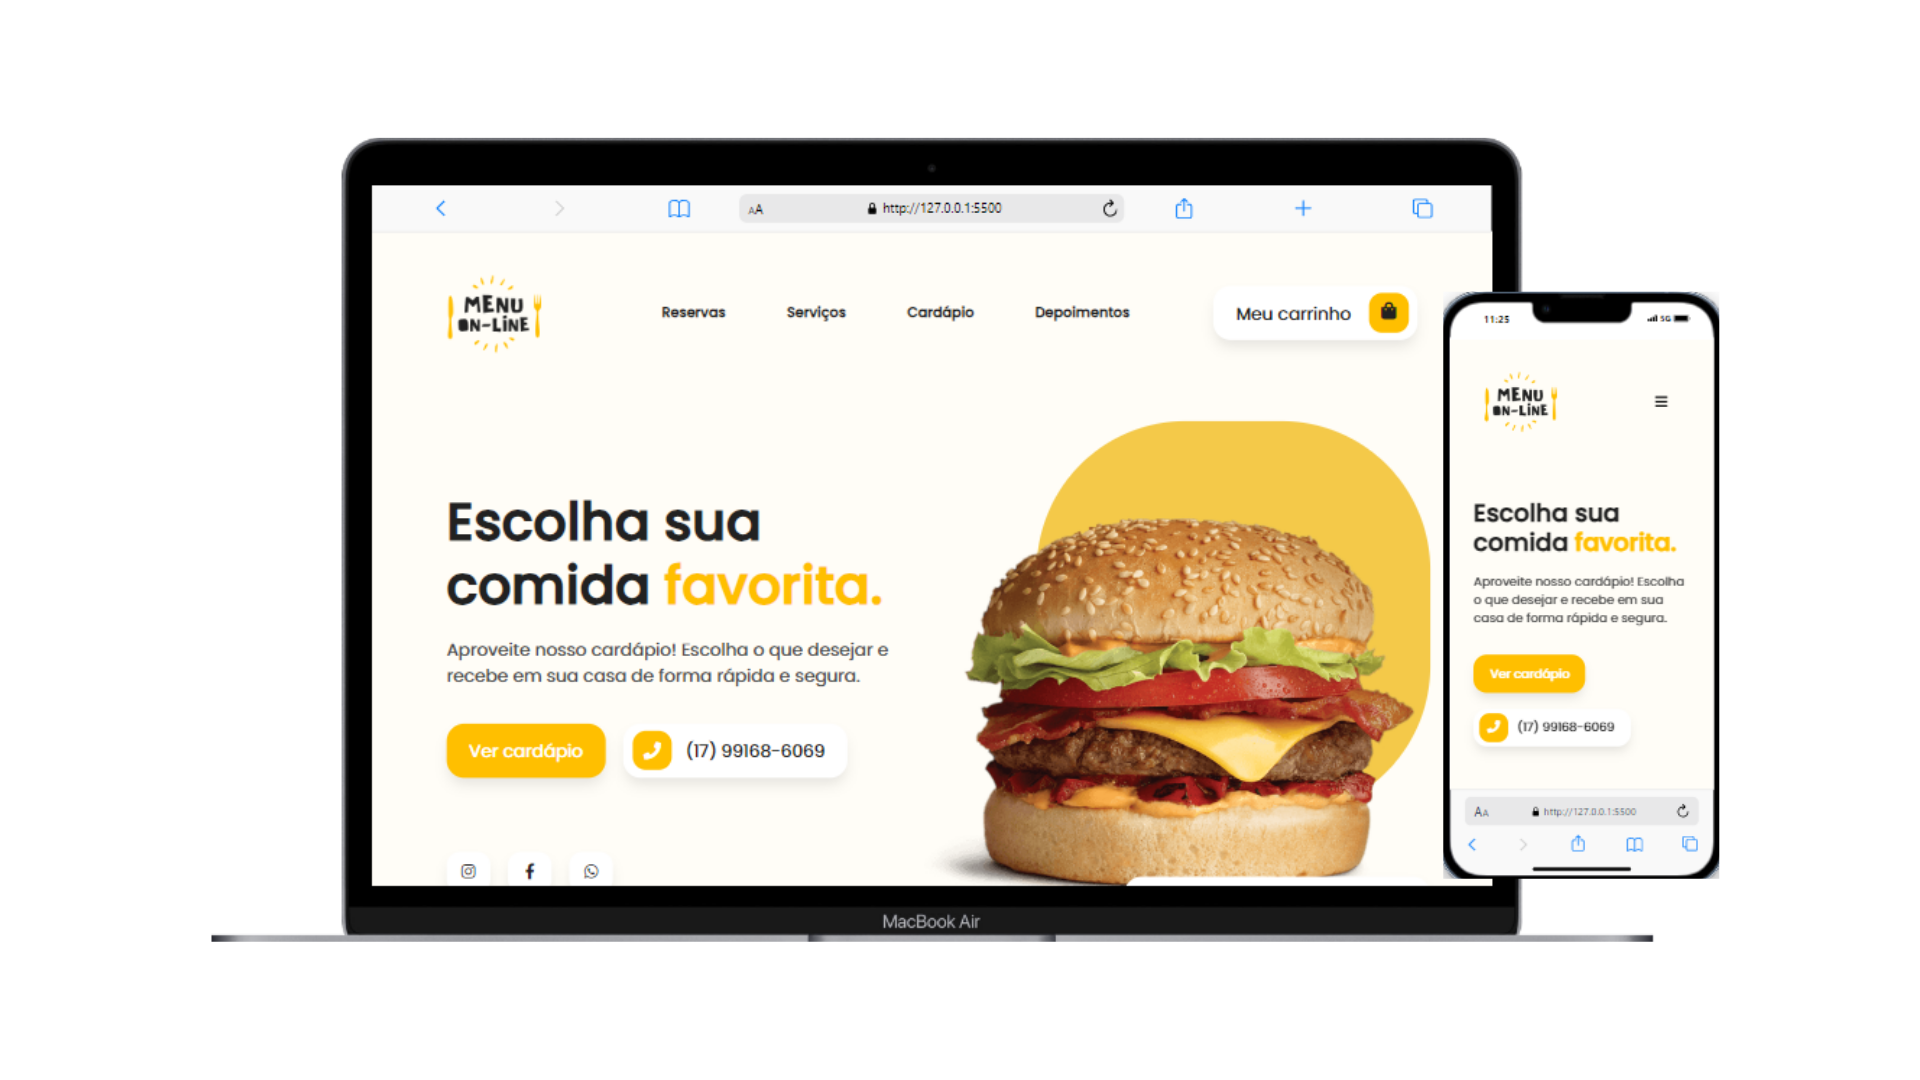 AA http://127.0.0.1:5500
MENU
ON-LINE
Reservas Serviços Cardápio Depoimentos Meu carrinho
Escolha sua
comida favorita.
Aproveite nosso cardápio! Escolha o que desejar e
recebe em sua casa de forma rápida e segura.
Ver cardápio (17) 99168-6069
MacBook Air
11:25 5G
MENU
ON-LINE
Escolha sua
comida favorita.
Aproveite nosso cardápio! Escolha
o que desejar e recebe em sua
casa de forma rápida e segura.
Ver cardápio
(17) 99168-6069
AA http://127.0.0.1:5500